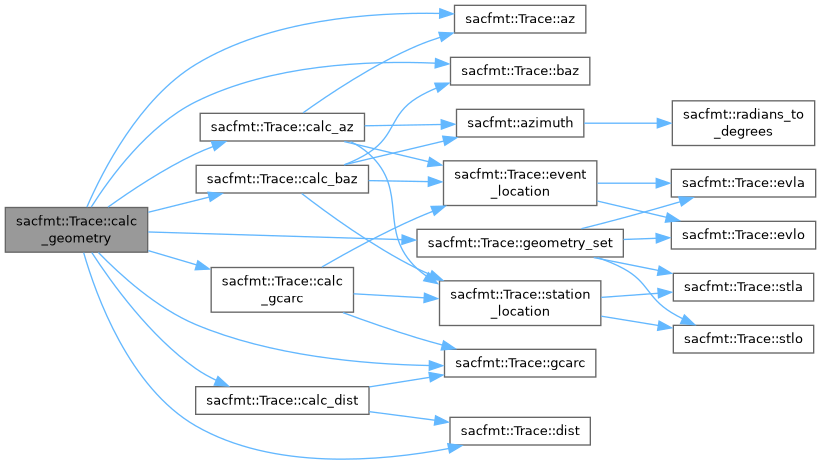 sacfmt::Trace::calc
_geometry
sacfmt::Trace::calc_az
sacfmt::Trace::calc_baz
sacfmt::Trace::calc
_gcarc
sacfmt::Trace::calc_dist
sacfmt::Trace::az
sacfmt::Trace::baz
sacfmt::azimuth
sacfmt::Trace::event
_location
sacfmt::Trace::geometry_set
sacfmt::Trace::station
_location
sacfmt::Trace::gcarc
sacfmt::Trace::dist
sacfmt::radians_to
_degrees
sacfmt::Trace::evla
sacfmt::Trace::evlo
sacfmt::Trace::stla
sacfmt::Trace::stlo